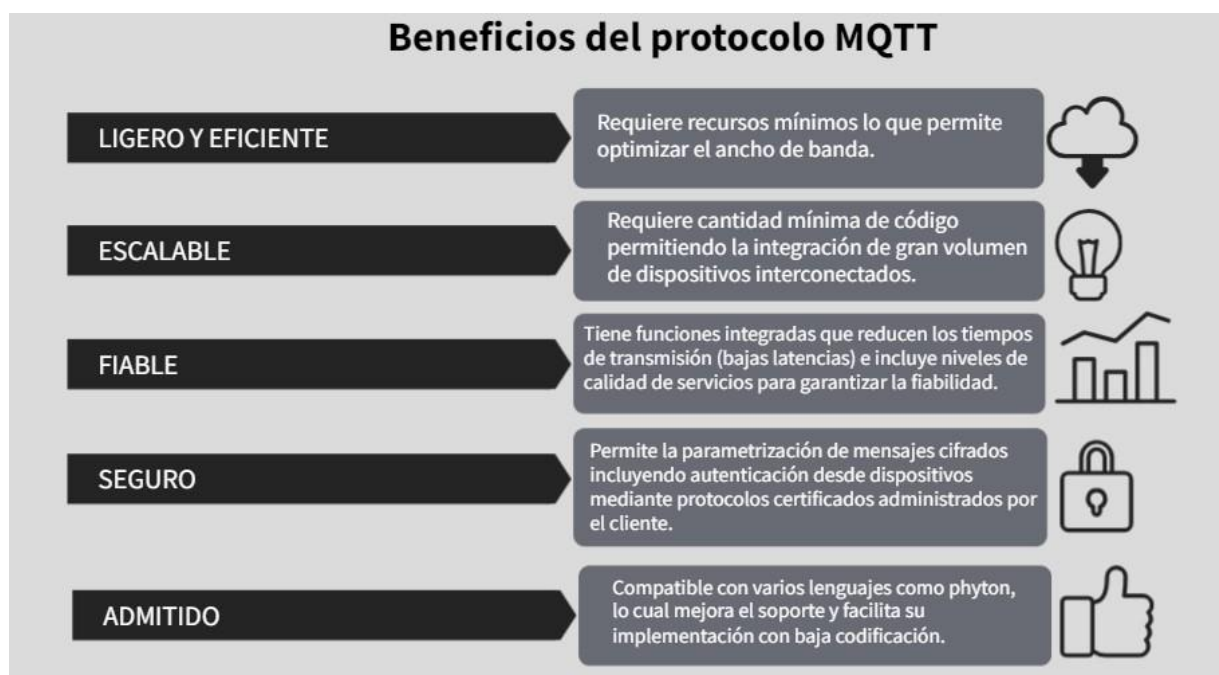 Beneficios del protocolo MQTT
LIGERO Y EFICIENTE
Requiere recursos mínimos lo que permite
optimizar el ancho de banda.
ESCALABLE
Requiere cantidad mínima de código
permitiendo la integración de gran volumen
de dispositivos interconectados.
FIABLE
Tiene funciones integradas que reducen los tiempos
de transmisión (bajas latencias) e incluye niveles de
calidad de servicios para garantizar la fiabilidad.
SEGURO
Permite la parametrización de mensajes cifrados
incluyendo autenticación desde dispositivos
mediante protocolos certificados administrados por
el cliente.
ADMITIDO
Compatible con varios lenguajes como phyton,
lo cual mejora el soporte y facilita su
implementación con baja codificación.